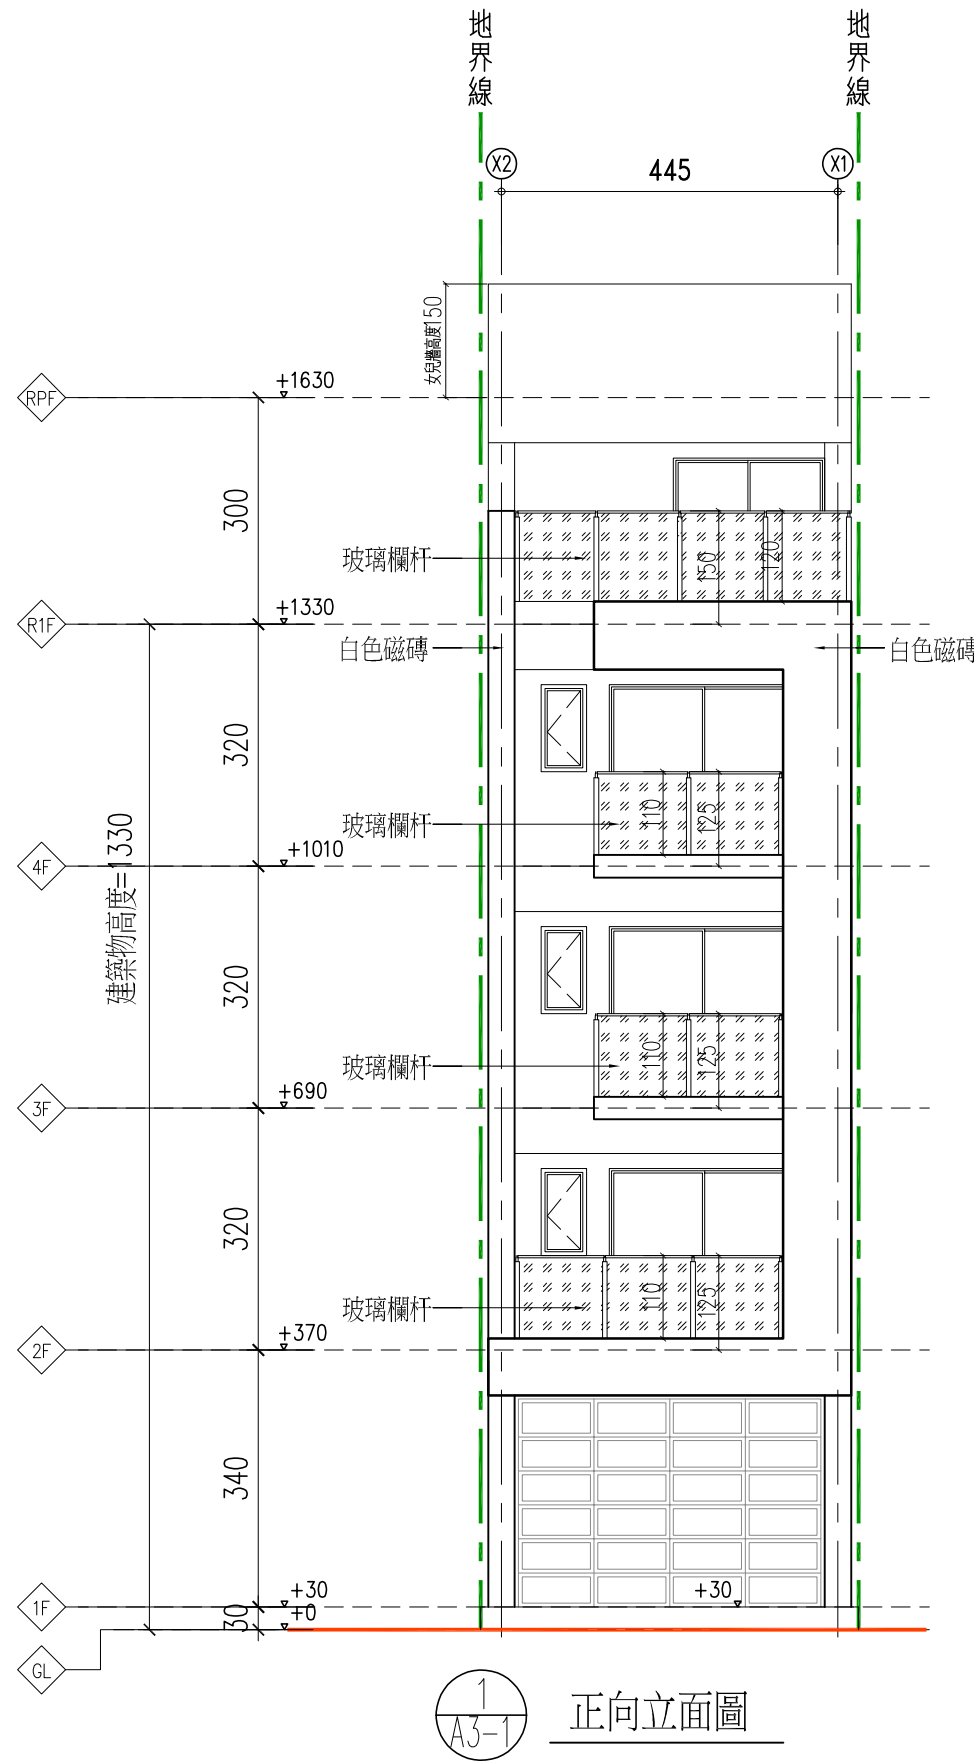 地界線
地界線
X2
X1
445
女兒牆高度150
RPF
+1630
300
玻璃欄杆
150
120
R1F
+1330
白色磁磚
白色磁磚
320
玻璃欄杆
110
125
建築物高度=1330
4F
+1010
320
玻璃欄杆
110
125
3F
+690
320
玻璃欄杆
110
125
2F
+370
340
1F
+30
+30
30
+0
GL
1
A3-1
正向立面圖